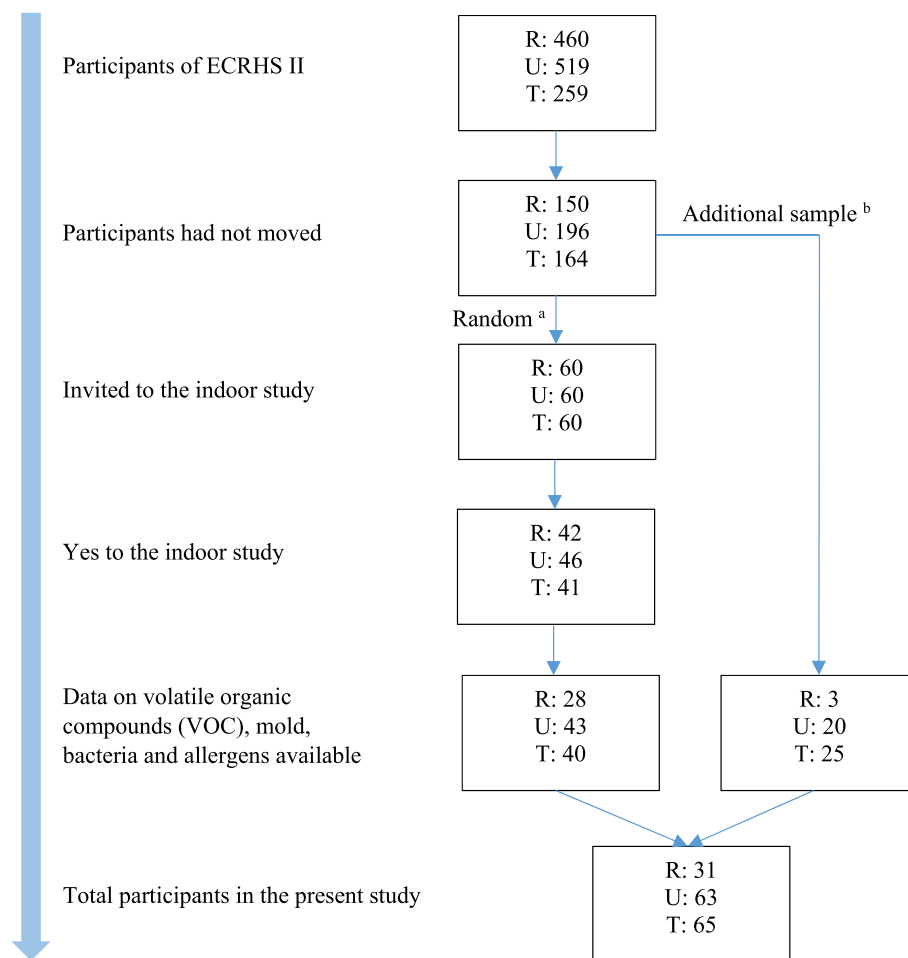 Participants of ECRHS II
R: 460
U: 519
T: 259
Participants had not moved
R: 150
U: 196
T: 164
Additional sample b
Random a
Invited to the indoor study
R: 60
U: 60
T: 60
Yes to the indoor study
R: 42
U: 46
T: 41
Data on volatile organic
compounds (VOC), mold,
bacteria and allergens available
R: 28
U: 43
T: 40
R: 3
U: 20
T: 25
Total participants in the present study
R: 31
U: 63
T: 65